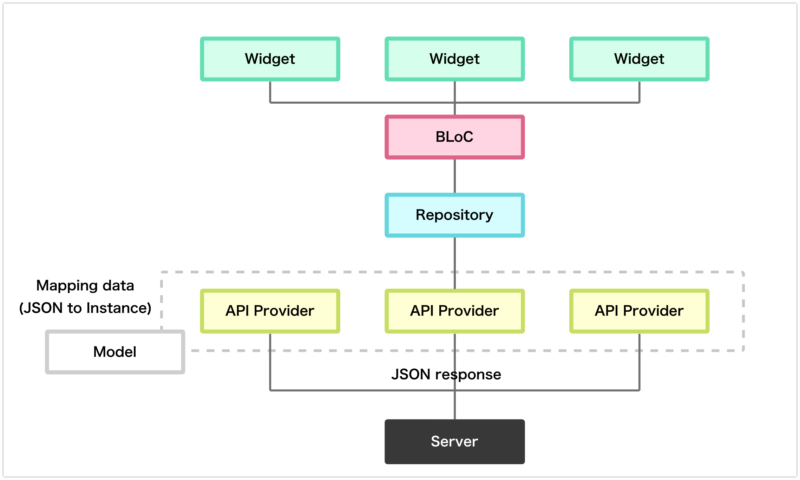 Widget
Widget
Widget
BLoC
Repository
Mapping data
(JSON to Instance)
API Provider
API Provider
API Provider
Model
JSON response
Server